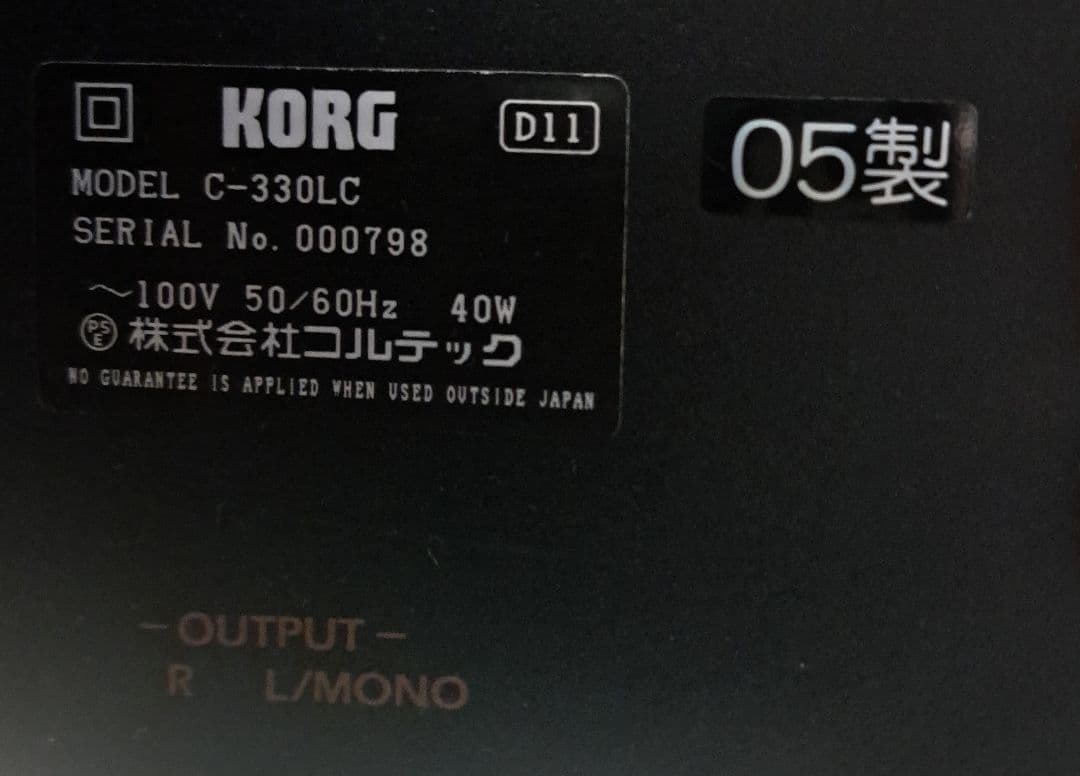 KORG D11
MODEL C-330LC
SERIAL No. 000798
～100V 50/60Hz 40W
PSE 株式会社コルテック
NO GUARANTEE IS APPLIED WHEN USED OUTSIDE JAPAN
05製
– OUTPUT –
R L/MONO